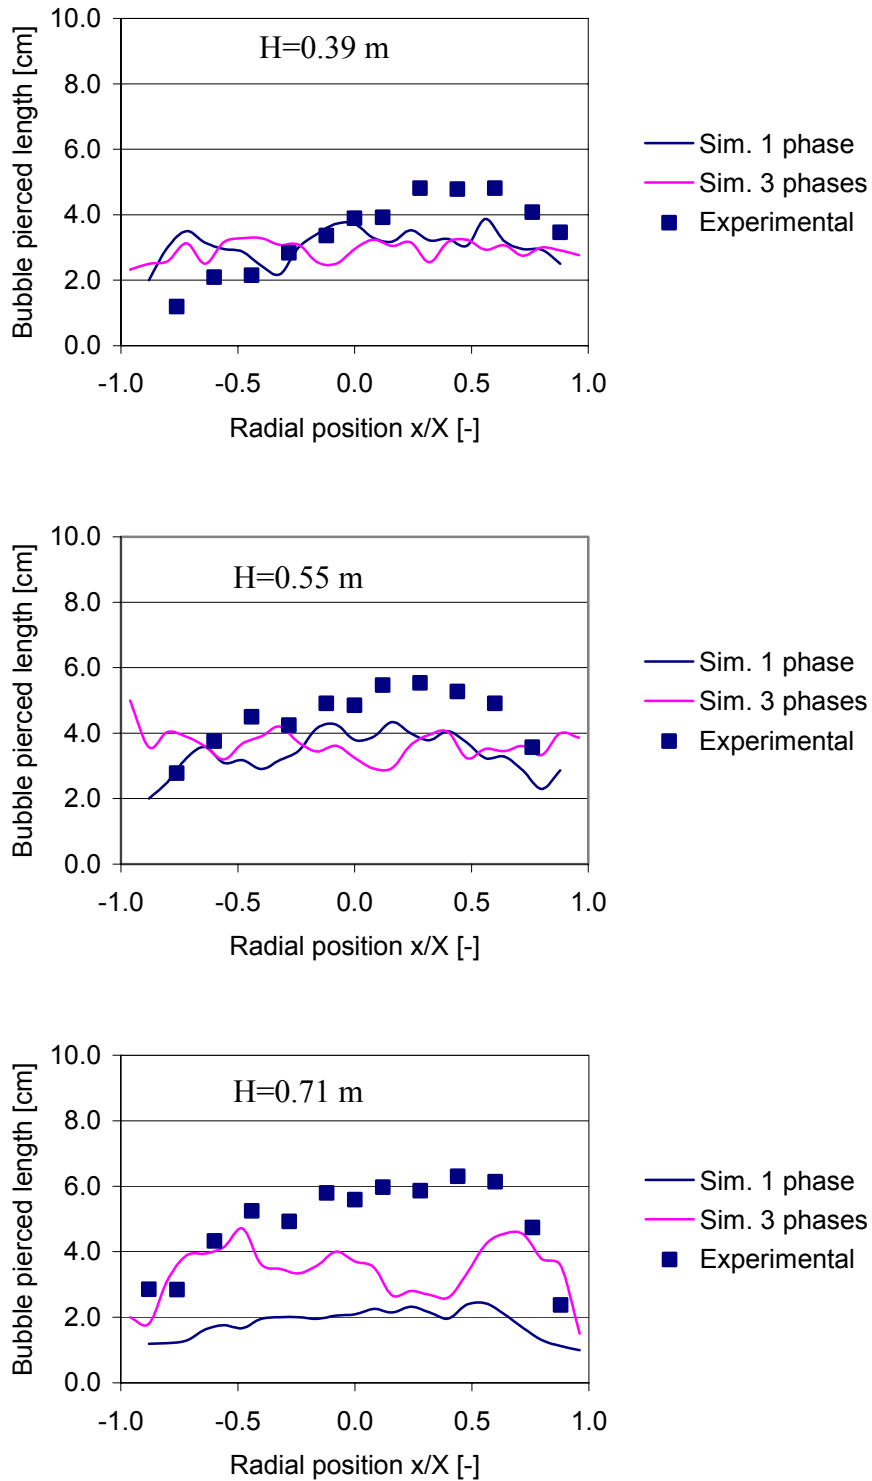 Bubble pierced length [cm]
10.0
8.0
6.0
4.0
2.0
0.0
H=0.39 m
-1.0 -0.5 0.0 0.5 1.0
Radial position x/X [-]
Sim. 1 phase
Sim. 3 phases
Experimental
Bubble pierced length [cm]
10.0
8.0
6.0
4.0
2.0
0.0
H=0.55 m
-1.0 -0.5 0.0 0.5 1.0
Radial position x/X [-]
Sim. 1 phase
Sim. 3 phases
Experimental
Bubble pierced length [cm]
10.0
8.0
6.0
4.0
2.0
0.0
H=0.71 m
-1.0 -0.5 0.0 0.5 1.0
Radial position x/X [-]
Sim. 1 phase
Sim. 3 phases
Experimental